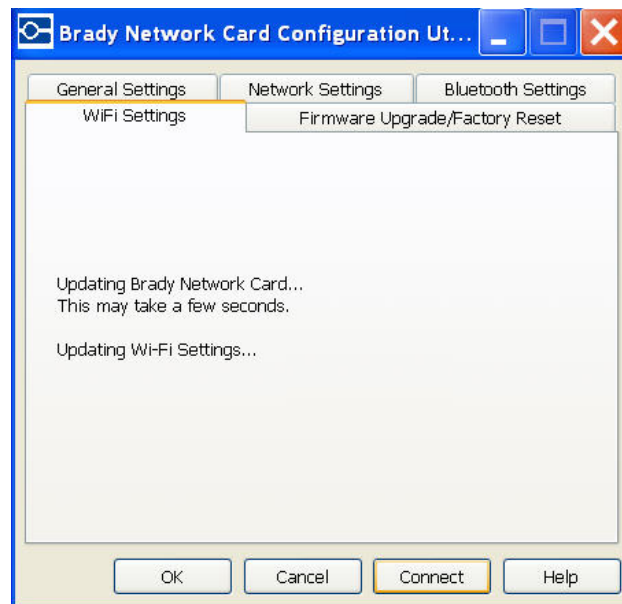 Brady Network Card Configuration Ut...
General Settings
Network Settings
Bluetooth Settings
WiFi Settings
Firmware Upgrade/Factory Reset
Updating Brady Network Card...
This may take a few seconds.
Updating Wi-Fi Settings...
OK
Cancel
Connect
Help